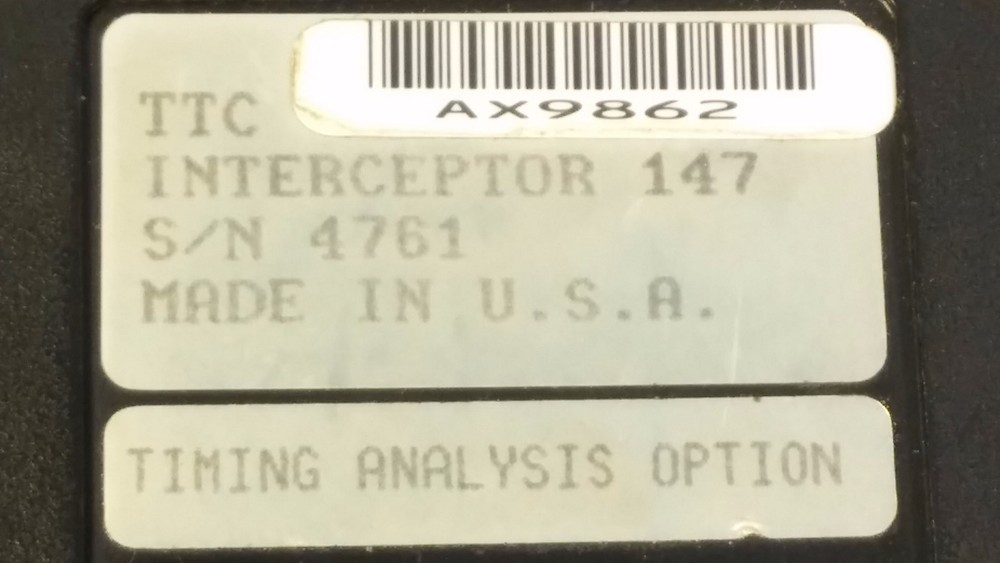 AX9862
TTC
INTERCEPTOR 147
S/N 4761
MADE IN U.S.A.
TIMING ANALYSIS OPTION